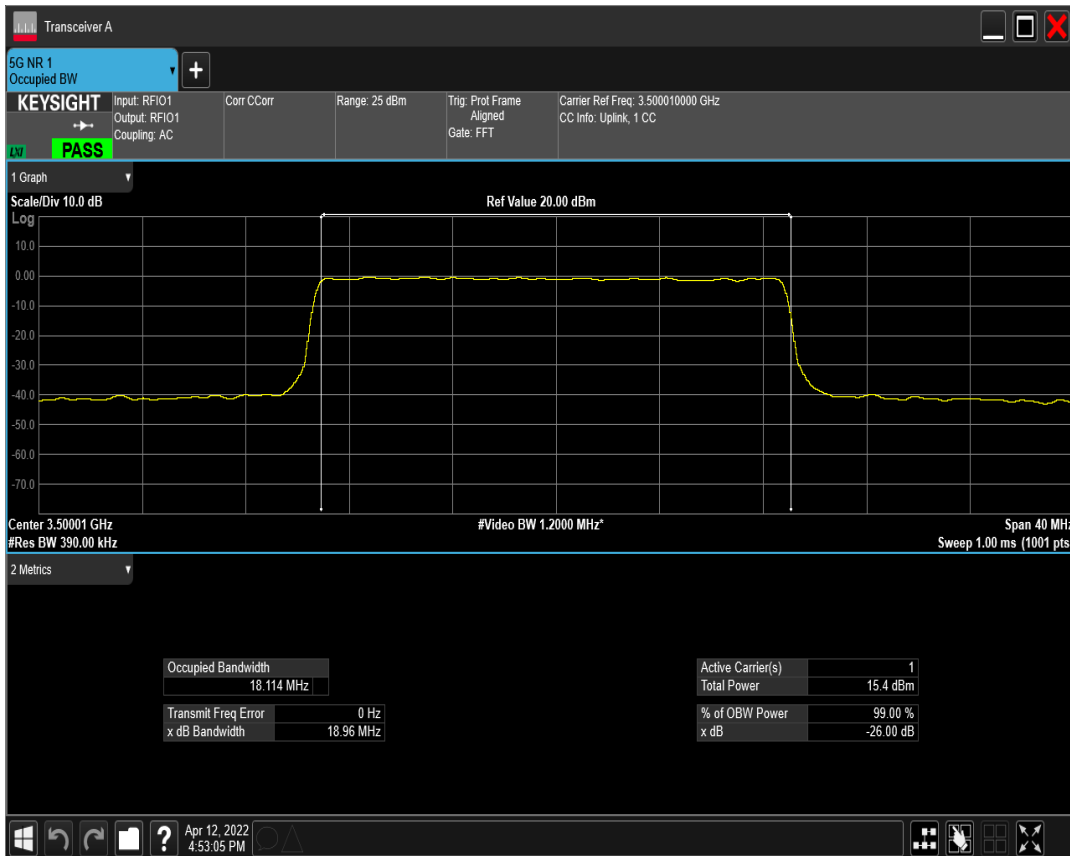 Transceiver A
5G NR 1
Occupied BW
KEYSIGHT
LXI
PASS
Input: RFIO1
Output: RFIO1
Coupling: AC
Corr CCorr
Range: 25 dBm
Trig: Prot Frame
Aligned
Gate: FFT
Carrier Ref Freq: 3.500010000 GHz
CC Info: Uplink, 1 CC
1 Graph
Scale/Div 10.0 dB
Ref Value 20.00 dBm
Log
10.0
0.00
-10.0
-20.0
-30.0
-40.0
-50.0
-60.0
-70.0
Center 3.50001 GHz
#Video BW 1.2000 MHz*
Span 40 MHz
#Res BW 390.00 kHz
Sweep 1.00 ms (1001 pts
2 Metrics
Occupied Bandwidth
18.114 MHz
Transmit Freq Error 0 Hz
x dB Bandwidth 18.96 MHz
Active Carrier(s) 1
Total Power 15.4 dBm
% of OBW Power 99.00 %
x dB -26.00 dB
?
Apr 12, 2022
4:53:05 PM